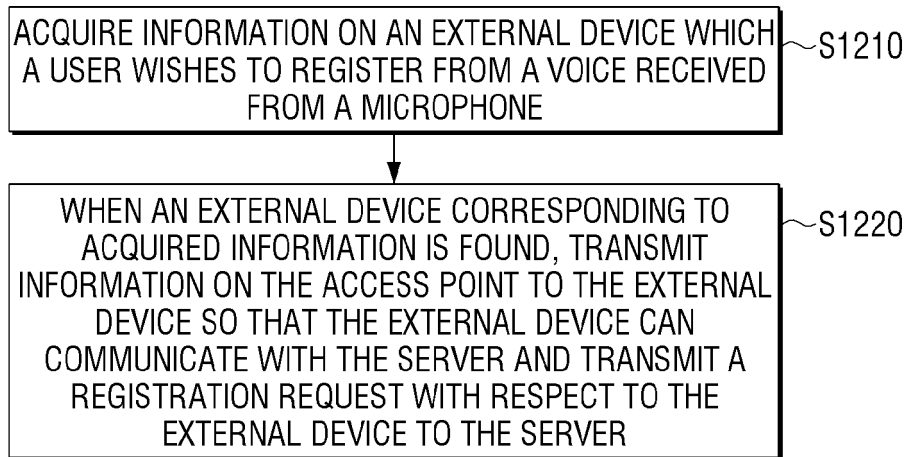 ACQUIRE INFORMATION ON AN EXTERNAL DEVICE WHICH
A USER WISHES TO REGISTER FROM A VOICE RECEIVED
FROM A MICROPHONE
S1210
WHEN AN EXTERNAL DEVICE CORRESPONDING TO
ACQUIRED INFORMATION IS FOUND, TRANSMIT
INFORMATION ON THE ACCESS POINT TO THE EXTERNAL
DEVICE SO THAT THE EXTERNAL DEVICE CAN
COMMUNICATE WITH THE SERVER AND TRANSMIT A
REGISTRATION REQUEST WITH RESPECT TO THE
EXTERNAL DEVICE TO THE SERVER
S1220